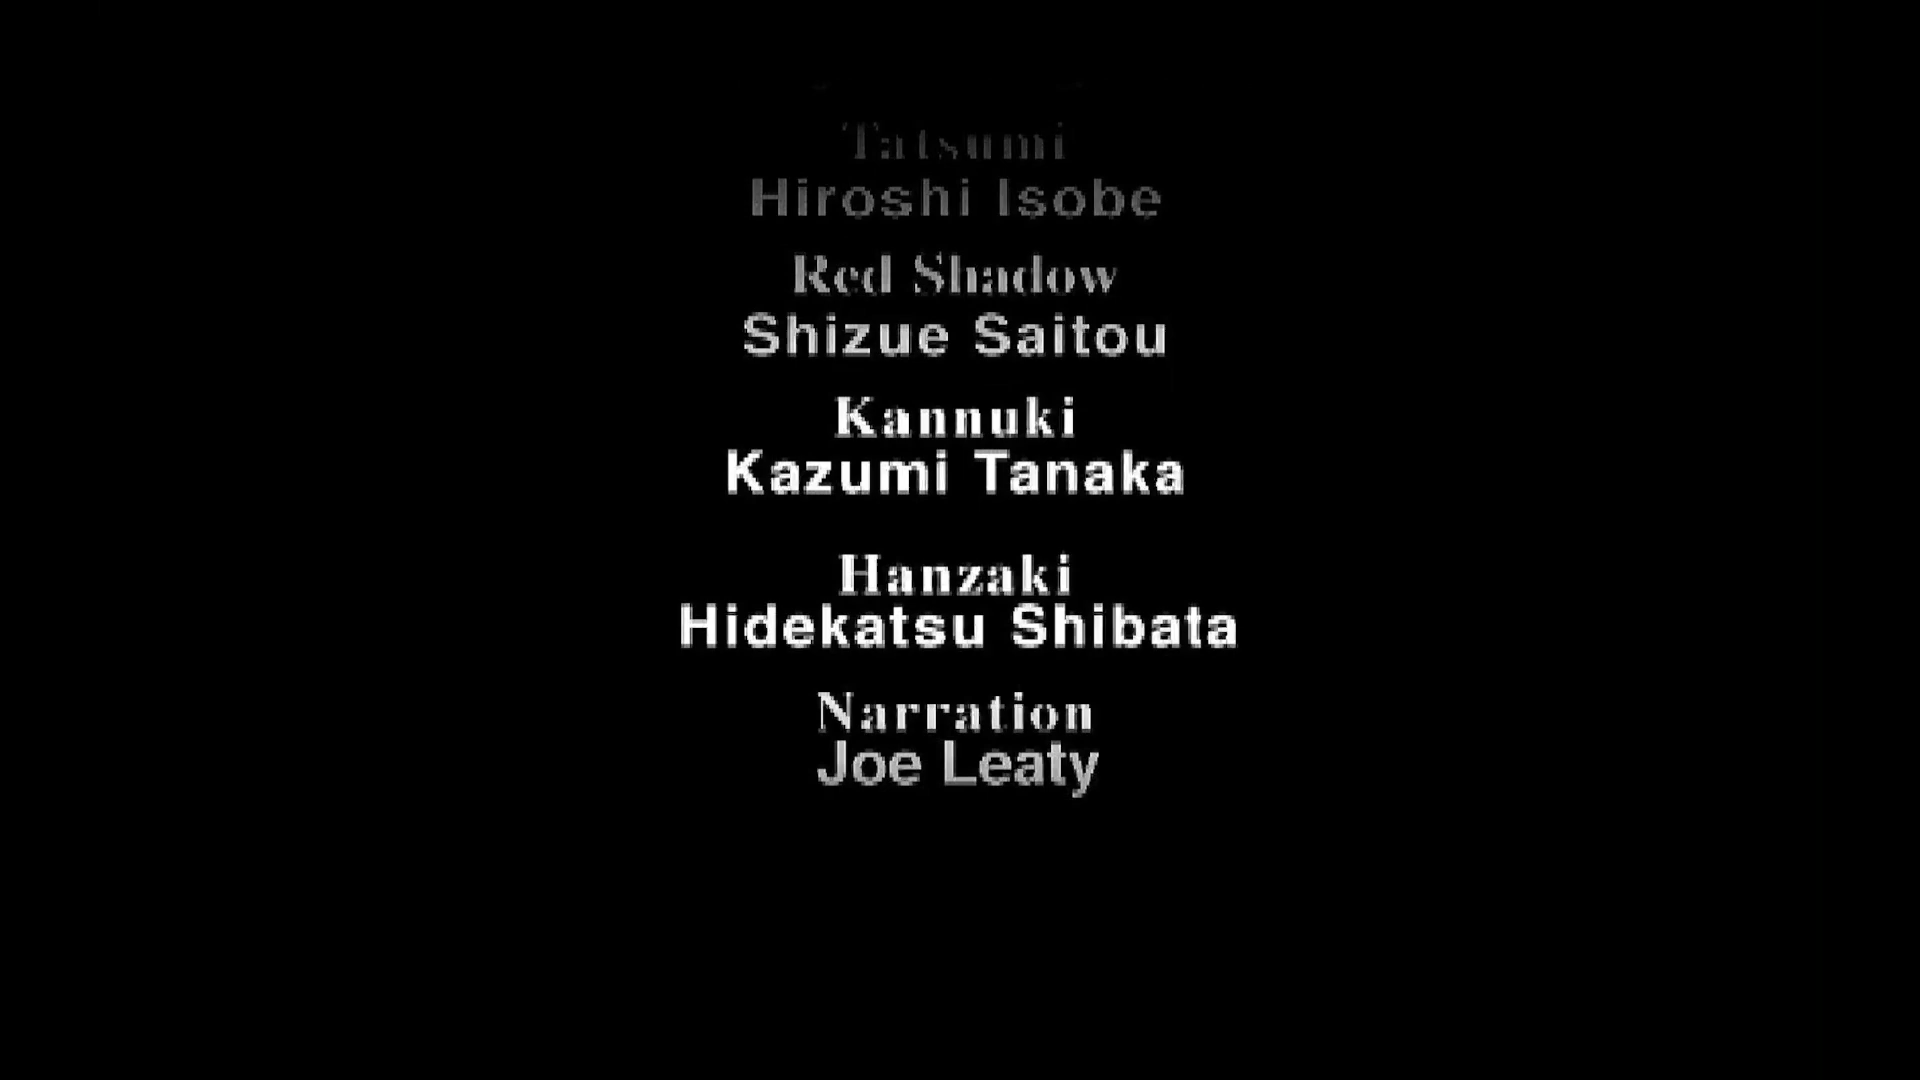 Tatsumi
Hiroshi Isobe
Red Shadow
Shizue Saitou
Kannuki
Kazumi Tanaka
Hanzaki
Hidekatsu Shibata
Narration
Joe Leaty